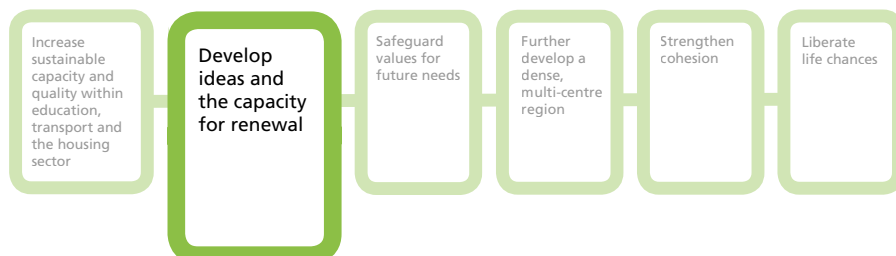 Increase
sustainable
capacity and
quality within
education,
transport and
the housing
sector
Develop
ideas and
the capacity
for renewal
Safeguard
values for
future needs
Further
develop a
dense,
multi-centre
region
Strengthen
cohesion
Liberate
life chances